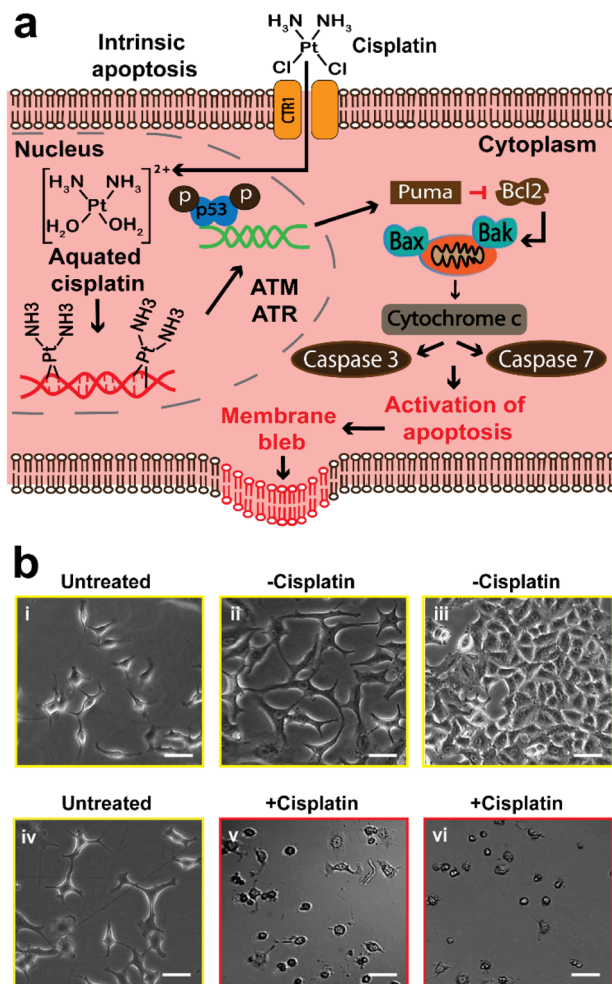 a
Intrinsic
apoptosis
H₃N NH₃
Pt
Cl Cl
Cisplatin
CTR1
Nucleus
Cytoplasm
H₃N NH₃ 2+
Pt
H₂O OH₂
Aquated
cisplatin
p p
p53
Puma
Bcl2
Bax
Bak
ATM
ATR
NH3 NH3
Pt
NH3 NH3
Pt
Cytochrome c
Caspase 3
Caspase 7
Activation of
apoptosis
Membrane
bleb
b
Untreated
-Cisplatin
-Cisplatin
i
ii
iii
Untreated
+Cisplatin
+Cisplatin
iv
v
vi